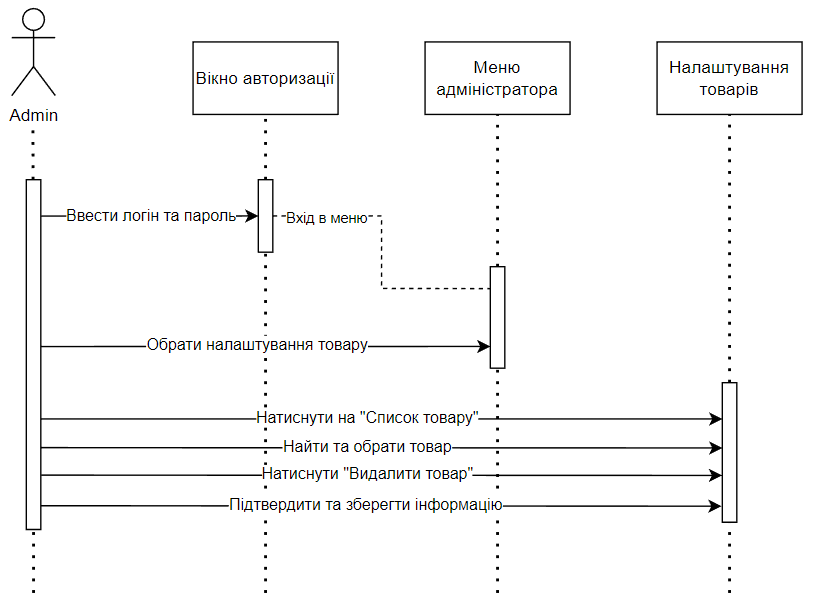 Admin
Вікно авторизації
Меню
адміністратора
Налаштування
товарів
Ввести логін та пароль
Вхід в меню
Обрати налаштування товару
Натиснути на "Список товару"
Найти та обрати товар
Натиснути "Видалити товар"
Підтвердити та зберегти інформацію